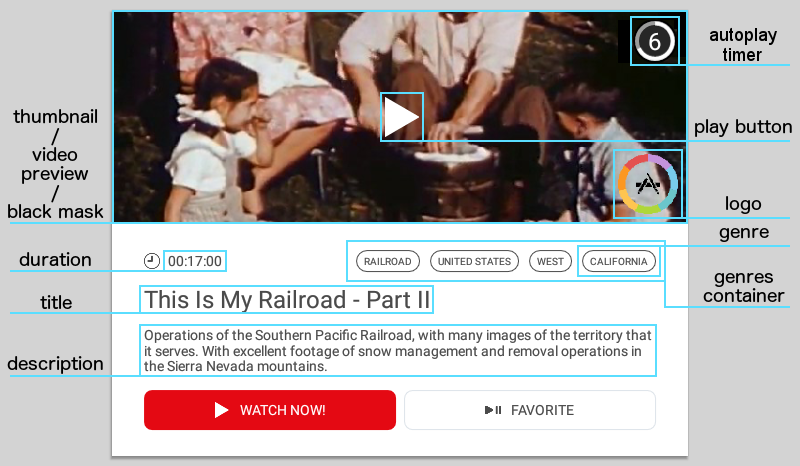 6
autoplay
timer
thumbnail
/
video
preview
/
black mask
play button
logo
genre
genres
container
duration
00:17:00
RAILROAD
UNITED STATES
WEST
CALIFORNIA
title
This Is My Railroad - Part II
description
Operations of the Southern Pacific Railroad, with many images of the territory that
it serves. With excellent footage of snow management and removal operations in
the Sierra Nevada mountains.
WATCH NOW!
FAVORITE